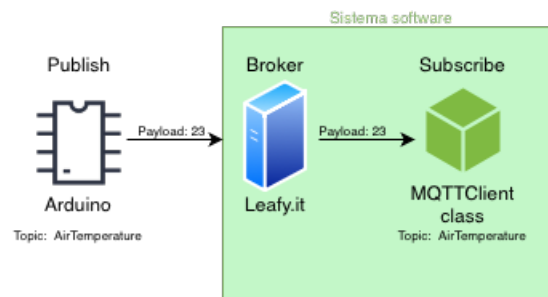 Sistema software
Publish
Broker
Subscribe
Payload: 23
Payload: 23
Arduino
Leafy.it
MQTTClient
class
Topic: AirTemperature
Topic: AirTemperature